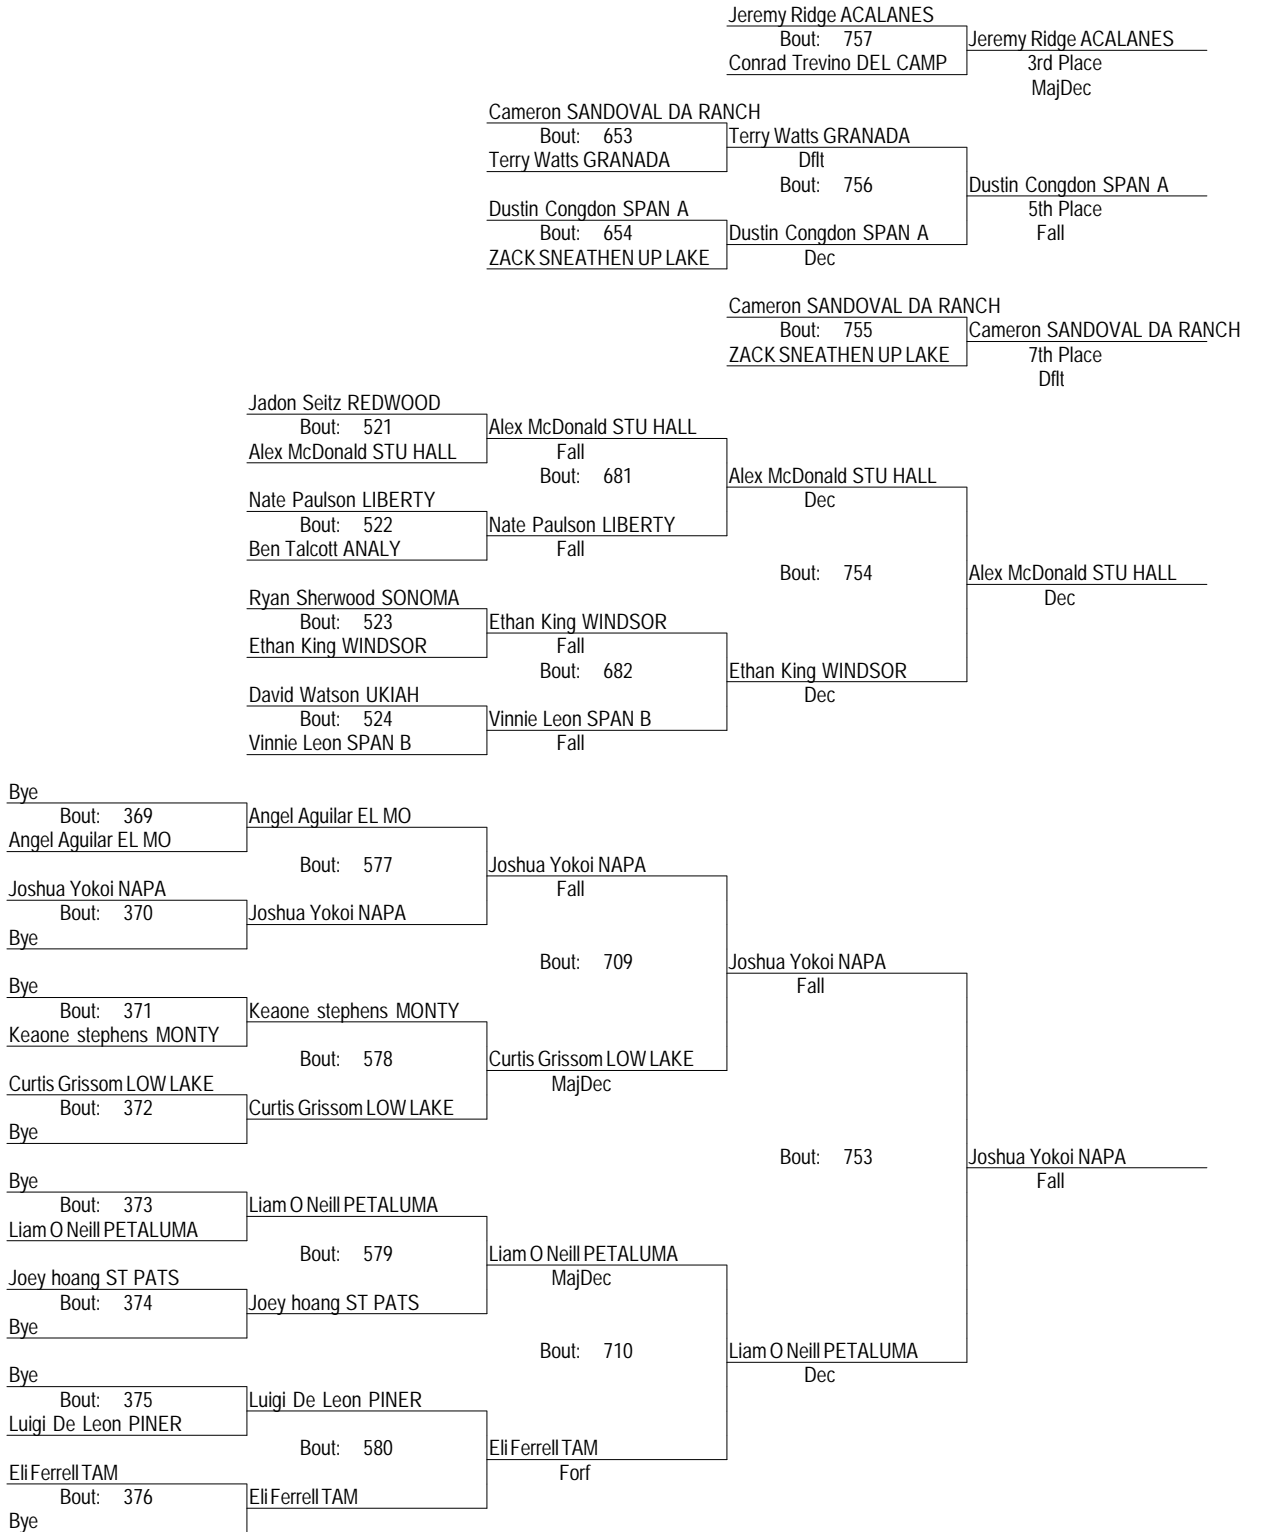 Jeremy Ridge ACALANES
Bout: 757
Jeremy Ridge ACALANES
Conrad Trevino DEL CAMP
3rd Place
MajDec
Cameron SANDOVAL DA RANCH
Bout: 653
Terry Watts GRANADA
Terry Watts GRANADA
Dflt
Bout: 756
Dustin Congdon SPAN A
Dustin Congdon SPAN A
5th Place
Bout: 654
Dustin Congdon SPAN A
Fall
ZACK SNEATHEN UP LAKE
Dec
Cameron SANDOVAL DA RANCH
Bout: 755
Cameron SANDOVAL DA RANCH
ZACK SNEATHEN UP LAKE
7th Place
Dflt
Jadon Seitz REDWOOD
Bout: 521
Alex McDonald STU HALL
Alex McDonald STU HALL
Fall
Bout: 681
Alex McDonald STU HALL
Nate Paulson LIBERTY
Dec
Bout: 522
Nate Paulson LIBERTY
Ben Talcott ANALY
Fall
Bout: 754
Alex McDonald STU HALL
Ryan Sherwood SONOMA
Dec
Bout: 523
Ethan King WINDSOR
Ethan King WINDSOR
Fall
Bout: 682
Ethan King WINDSOR
David Watson UKIAH
Dec
Bout: 524
Vinnie Leon SPAN B
Vinnie Leon SPAN B
Fall
Bye
Bout: 369
Angel Aguilar EL MO
Angel Aguilar EL MO
Bout: 577
Joshua Yokoi NAPA
Joshua Yokoi NAPA
Fall
Bout: 370
Joshua Yokoi NAPA
Bye
Bout: 709
Joshua Yokoi NAPA
Bye
Fall
Bout: 371
Keaone stephens MONTY
Keaone stephens MONTY
Bout: 578
Curtis Grissom LOW LAKE
Curtis Grissom LOW LAKE
MajDec
Bout: 372
Curtis Grissom LOW LAKE
Bye
Bout: 753
Joshua Yokoi NAPA
Bye
Fall
Bout: 373
Liam O Neill PETALUMA
Liam O Neill PETALUMA
Bout: 579
Liam O Neill PETALUMA
Joey hoang ST PATS
MajDec
Bout: 374
Joey hoang ST PATS
Bye
Bout: 710
Liam O Neill PETALUMA
Bye
Dec
Bout: 375
Luigi De Leon PINER
Luigi De Leon PINER
Bout: 580
Eli Ferrell TAM
Eli Ferrell TAM
Forf
Bout: 376
Eli Ferrell TAM
Bye